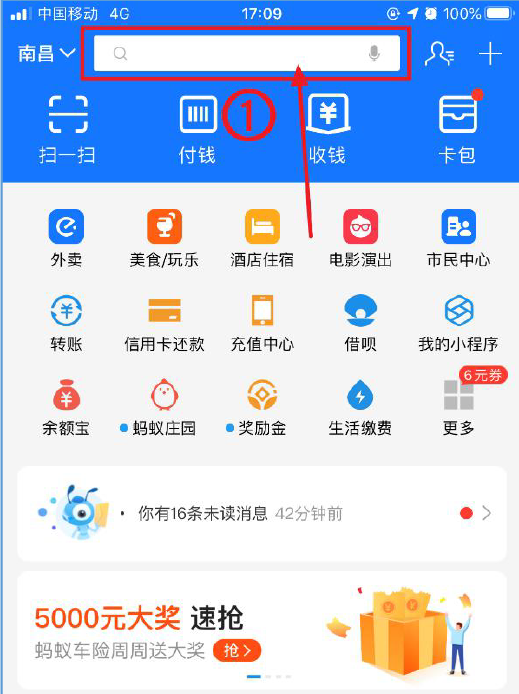 中国移动 4G 17:09 100%
南昌
①
扫一扫 付钱 收钱 卡包
外卖 美食/玩乐 酒店住宿 电影演出 市民中心
转账 信用卡还款 充值中心 借呗 我的小程序
6元券
余额宝 蚂蚁庄园 奖励金 生活缴费 更多
你有16条未读消息 42分钟前
5000元大奖 速抢
蚂蚁车险周周送大奖 抢